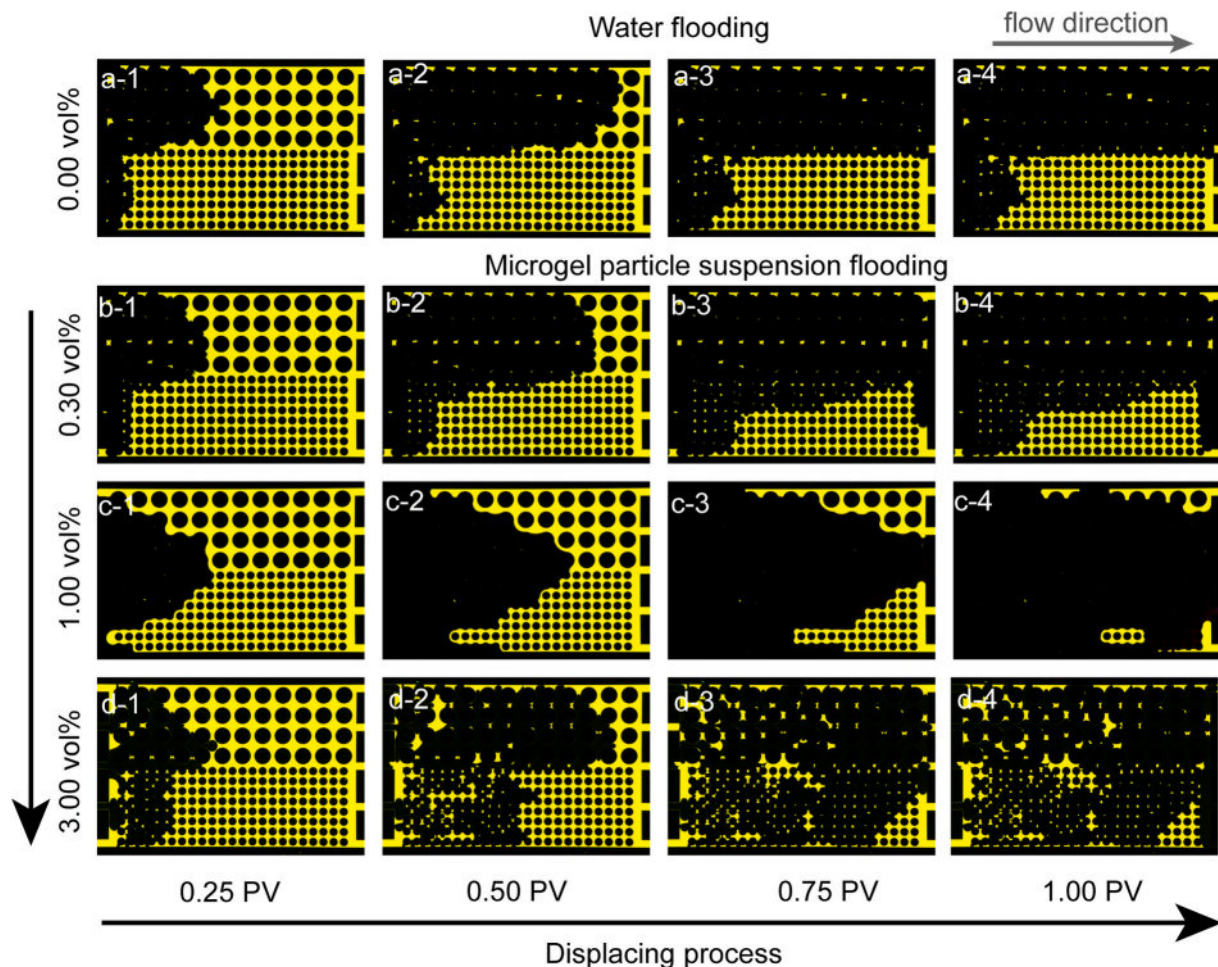 Water flooding
flow direction
0.00 vol%
a-1
a-2
a-3
a-4
Microgel particle suspension flooding
0.30 vol%
b-1
b-2
b-3
b-4
1.00 vol%
c-1
c-2
c-3
c-4
3.00 vol%
d-1
d-2
d-3
d-4
0.25 PV
0.50 PV
0.75 PV
1.00 PV
Displacing process